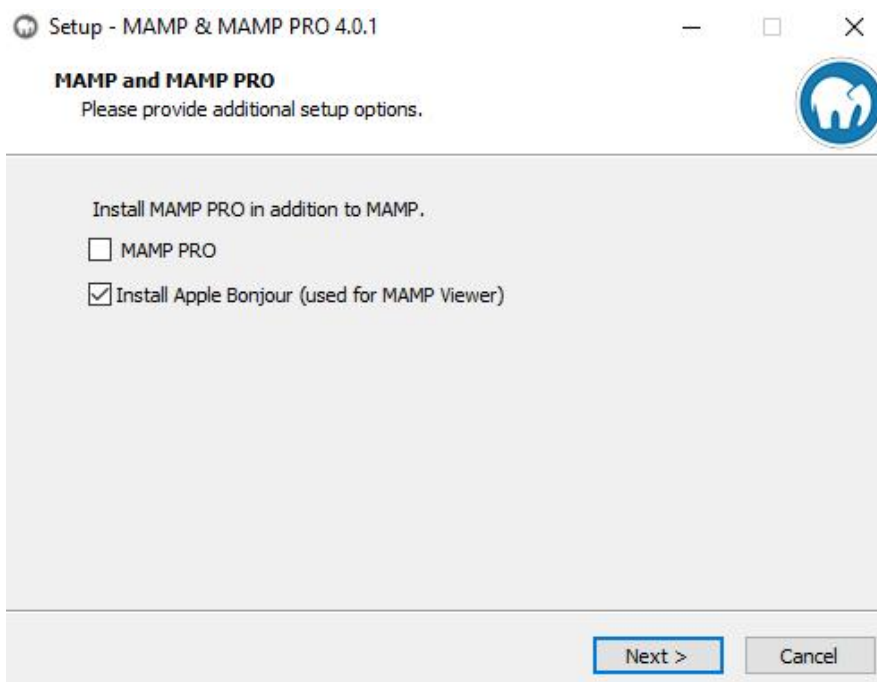 Setup - MAMP & MAMP PRO 4.0.1
MAMP and MAMP PRO
Please provide additional setup options.
Install MAMP PRO in addition to MAMP.
MAMP PRO
Install Apple Bonjour (used for MAMP Viewer)
Next >
Cancel